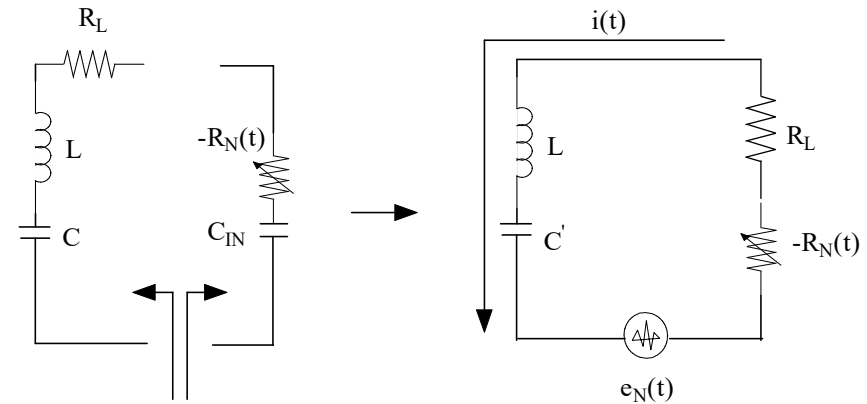 R_L
L
C
-R_N(t)
C_IN
i(t)
L
C'
R_L
-R_N(t)
e_N(t)